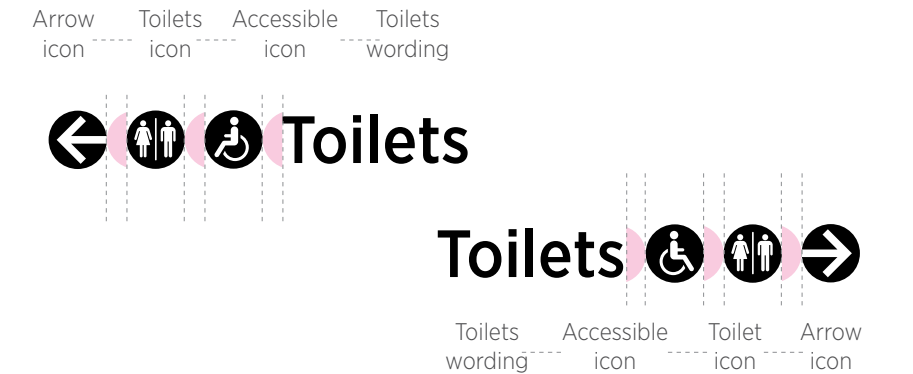 Arrow Toilets Accessible Toilets
icon icon icon wording
Toilets
Toilets
Toilets Accessible Toilet Arrow
wording icon icon icon